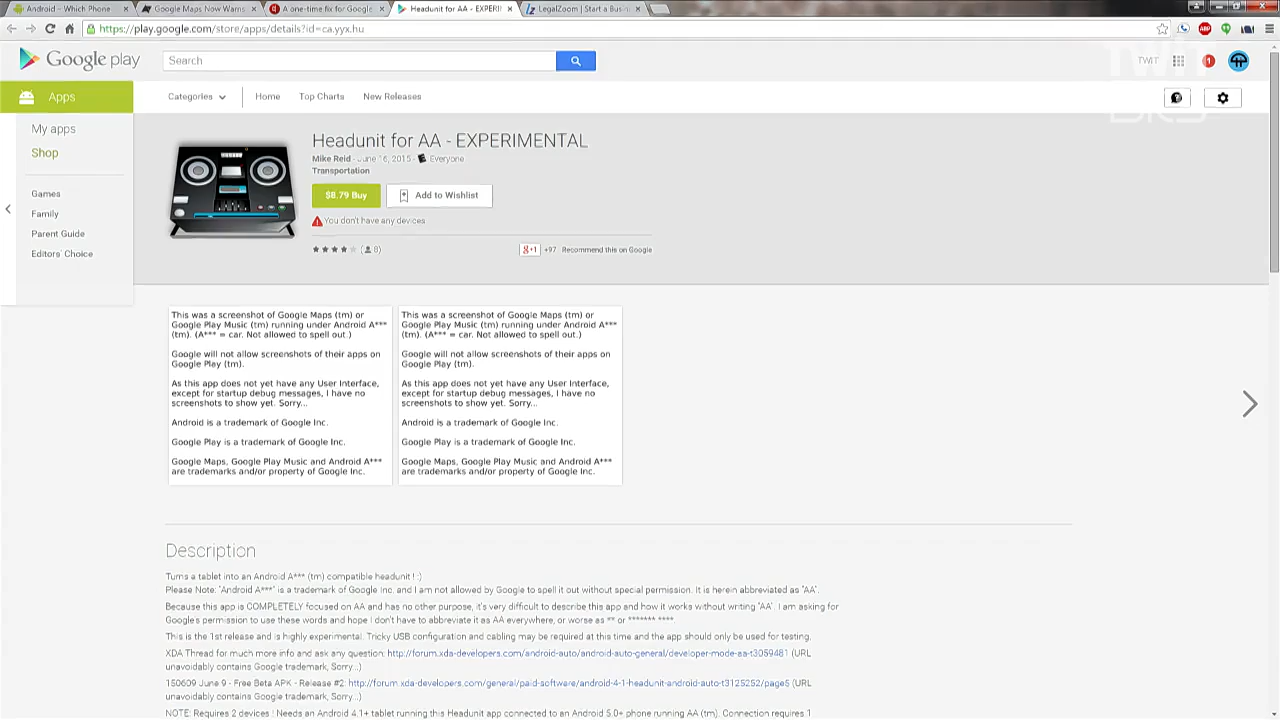 Android – Which Phone
Google Maps Now Warns
A one-time fix for Google
Headunit for AA - EXPERI
LegalZoom | Start a Busin
https://play.google.com/store/apps/details?id=ca.yyx.hu
Google play
Search
TWIT
1
Apps
Categories
Home
Top Charts
New Releases
My apps
Shop
Games
Family
Parent Guide
Editors' Choice
Headunit for AA - EXPERIMENTAL
Mike Reid - June 16, 2015 - Everyone
Transportation
$8.79 Buy
Add to Wishlist
You don't have any devices
+97 Recommend this on Google
This was a screenshot of Google Maps (tm) or
Google Play Music (tm) running under Android A***
(tm). (A*** = car. Not allowed to spell out.)
Google will not allow screenshots of their apps on
Google Play (tm).
As this app does not yet have any User Interface,
except for startup debug messages, I have no
screenshots to show yet. Sorry...
Android is a trademark of Google Inc.
Google Play is a trademark of Google Inc.
Google Maps, Google Play Music and Android A***
are trademarks and/or property of Google Inc.
This was a screenshot of Google Maps (tm) or
Google Play Music (tm) running under Android A***
(tm). (A*** = car. Not allowed to spell out.)
Google will not allow screenshots of their apps on
Google Play (tm).
As this app does not yet have any User Interface,
except for startup debug messages, I have no
screenshots to show yet. Sorry...
Android is a trademark of Google Inc.
Google Play is a trademark of Google Inc.
Google Maps, Google Play Music and Android A***
are trademarks and/or property of Google Inc.
Description
Turns a tablet into an Android A*** (tm) compatible headunit ! :)
Please Note: "Android A***" is a trademark of Google Inc. and I am not allowed by Google to spell it out without special permission. It is herein abbreviated as "AA".
Because this app is COMPLETELY focused on AA and has no other purpose, it's very difficult to describe this app and how it works without writing "AA". I am asking for
Google's permission to use these words and hope I don't have to abbreviate it as AA everywhere, or worse as ** or ******* ****
This is the 1st release and is highly experimental. Tricky USB configuration and cabling may be required at this time and the app should only be used for testing.
XDA Thread for much more info and ask any question: http://forum.xda-developers.com/android-auto/android-auto-general/developer-mode-aa-t3059481 (URL
unavoidably contains Google trademark, Sorry...)
150609 June 9 - Free Beta APK - Release #2: http://forum.xda-developers.com/general/paid-software/android-4-1-headunit-android-auto-t3125252/page5 (URL
unavoidably contains Google trademark, Sorry...)
NOTE: Requires 2 devices ! Needs an Android 4.1+ tablet running this Headunit app connected to an Android 5.0+ phone running AA (tm). Connection requires 1